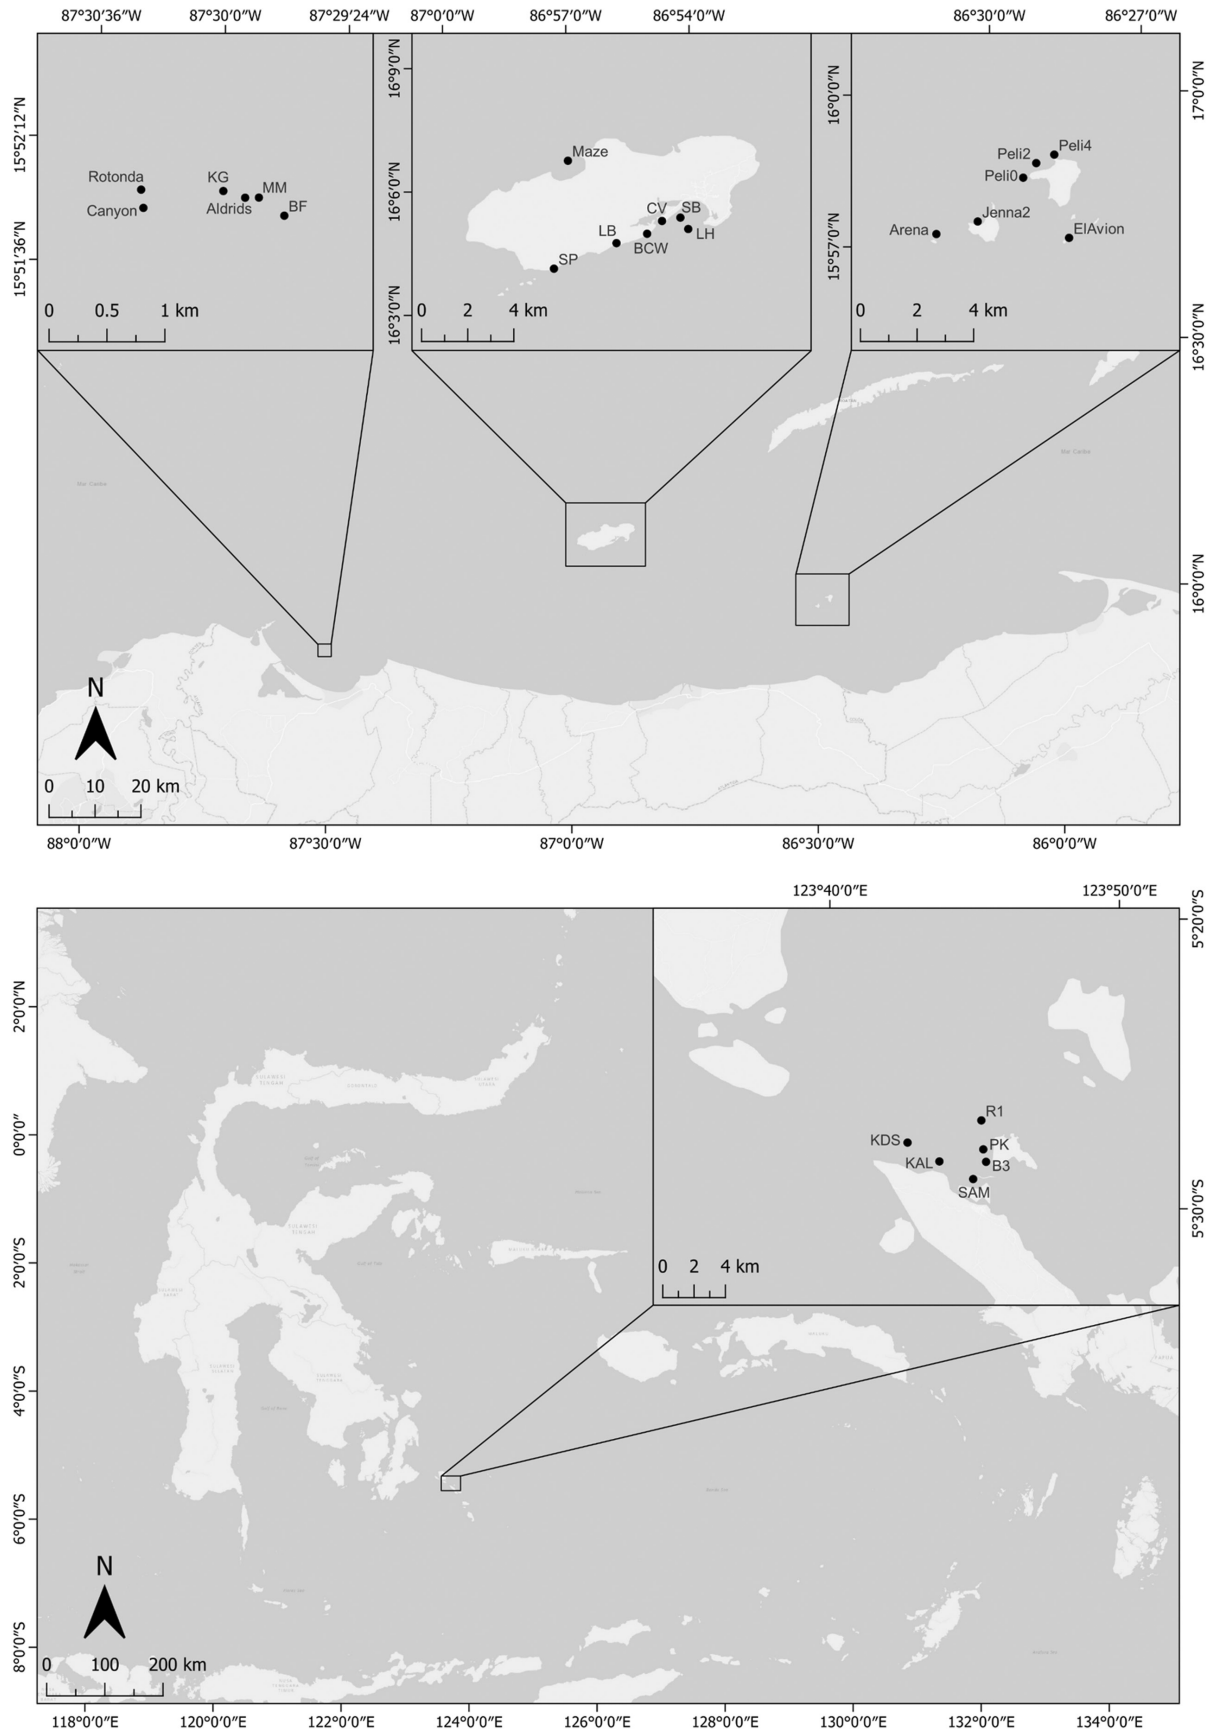 87°30′36″W 87°30′0″W 87°29′24″W 87°0′0″W 86°57′0″W 86°54′0″W 86°30′0″W 86°27′0″W
15°52′12″N
15°51′36″N
Rotonda
Canyon
KG
Aldrids
MM
BF
0 0.5 1 km
16°9′0″N
16°6′0″N
16°3′0″N
Maze
CV
SB
LB
BCW
LH
SP
0 2 4 km
16°0′0″N
15°57′0″N
Peli4
Peli2
Peli0
Jenna2
Arena
ElAvion
0 2 4 km
17°0′0″N
16°30′0″N
16°0′0″N
Mar Caribe
Mar Caribe
N
0 10 20 km
88°0′0″W 87°30′0″W 87°0′0″W 86°30′0″W 86°0′0″W
123°40′0″E 123°50′0″E
5°20′0″S
5°30′0″S
R1
KDS
PK
KAL
B3
SAM
0 2 4 km
2°0′0″N
0°0′0″
2°0′0″S
4°0′0″S
6°0′0″S
8°0′0″S
N
0 100 200 km
118°0′0″E 120°0′0″E 122°0′0″E 124°0′0″E 126°0′0″E 128°0′0″E 130°0′0″E 132°0′0″E 134°0′0″E